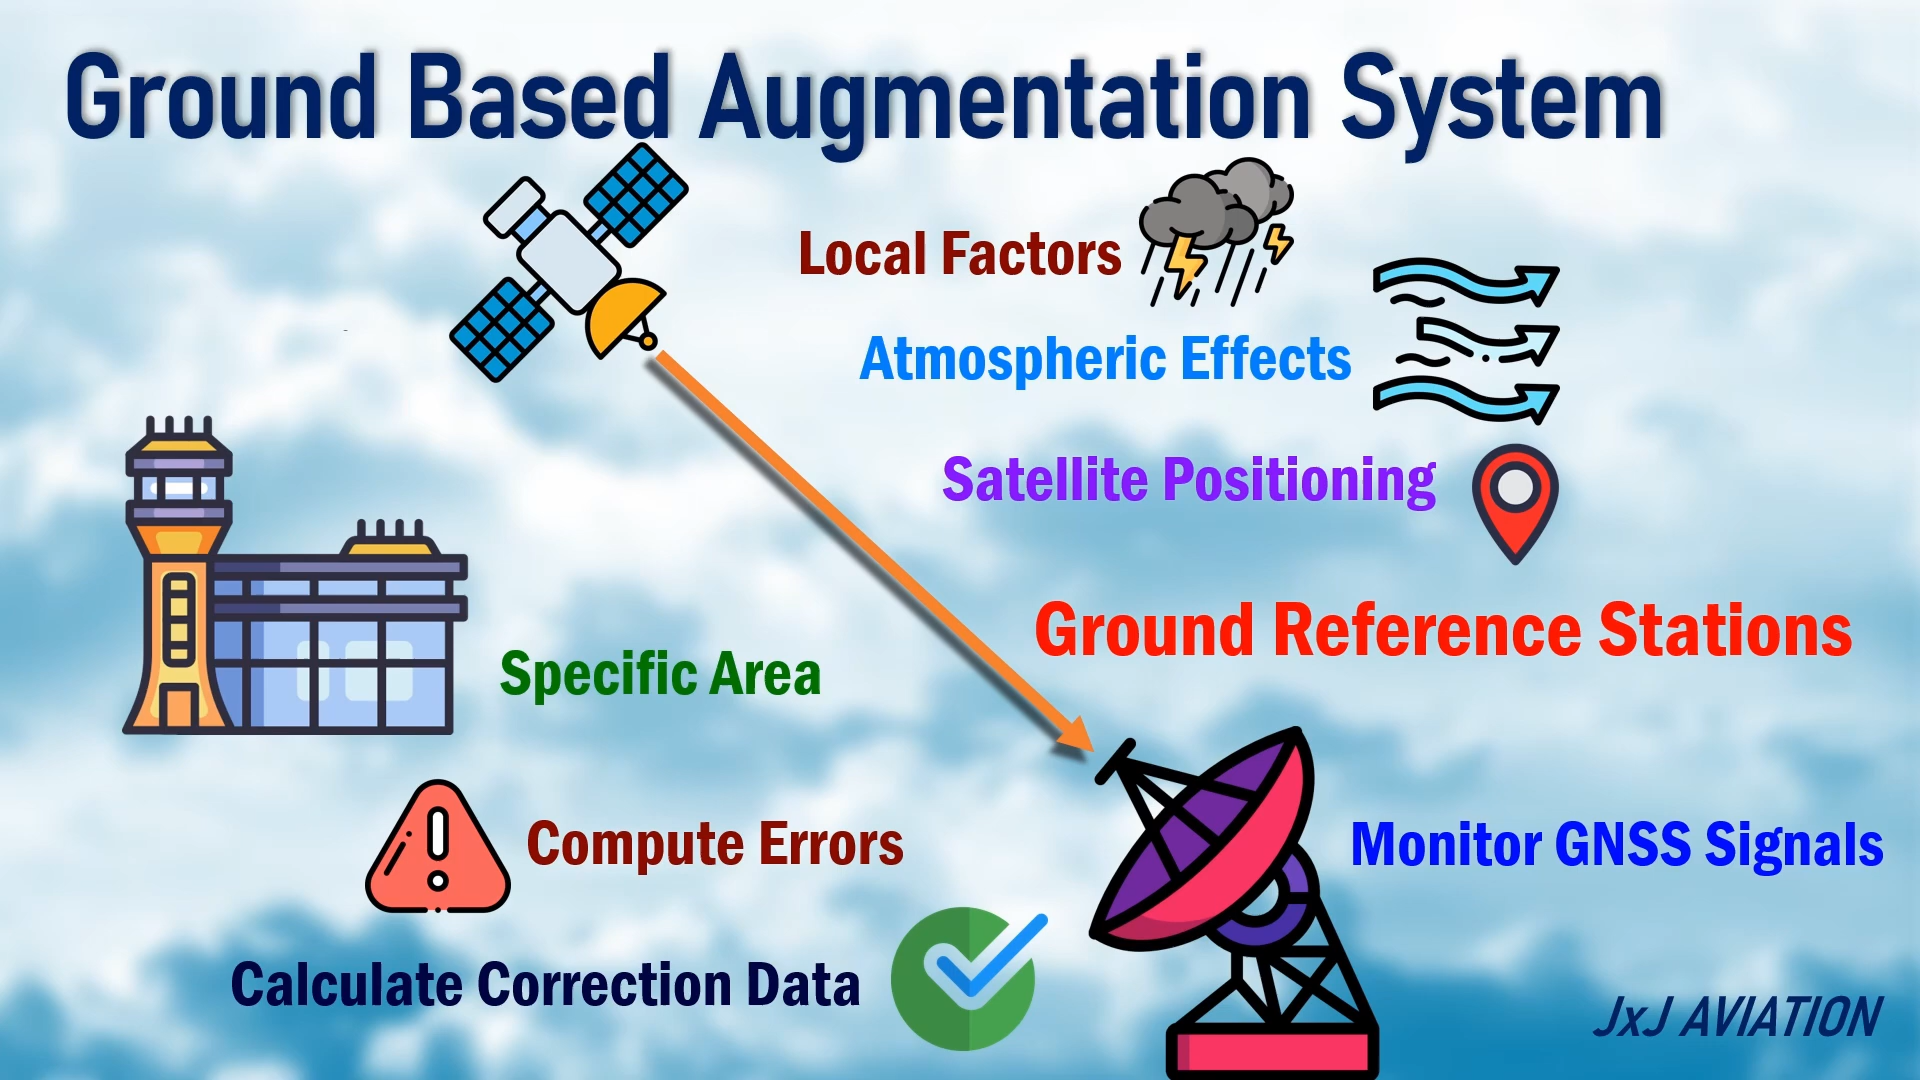 Ground Based Augmentation System
Local Factors
Atmospheric Effects
Satellite Positioning
Ground Reference Stations
Specific Area
Compute Errors
Monitor GNSS Signals
Calculate Correction Data
JxJ AVIATION